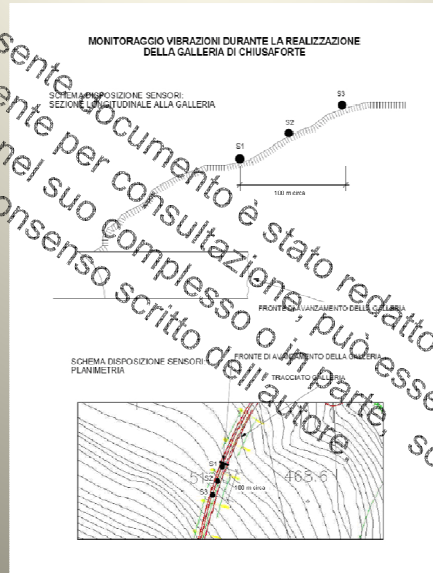 MONITORAGGIO VIBRAZIONI DURANTE LA REALIZZAZIONE
DELLA GALLERIA DI CHIUSAFORTE
SCHEMA DISPOSIZIONE SENSORI:
SEZIONE LONGITUDINALE ALLA GALLERIA
S3
S2
S1
100 m circa
FRONTE DI AVANZAMENTO DELLA GALLERIA
SCHEMA DISPOSIZIONE SENSORI:
PLANIMETRIA
FRONTE DI AVANZAMENTO DELLA GALLERIA
TRACCIATO GALLERIA
S1
S2
S3
100 m circa
sente documento è stato redatto
ente per consultazione, può esse
nel suo complesso o in parte, so
onsenso scritto dell'autore.